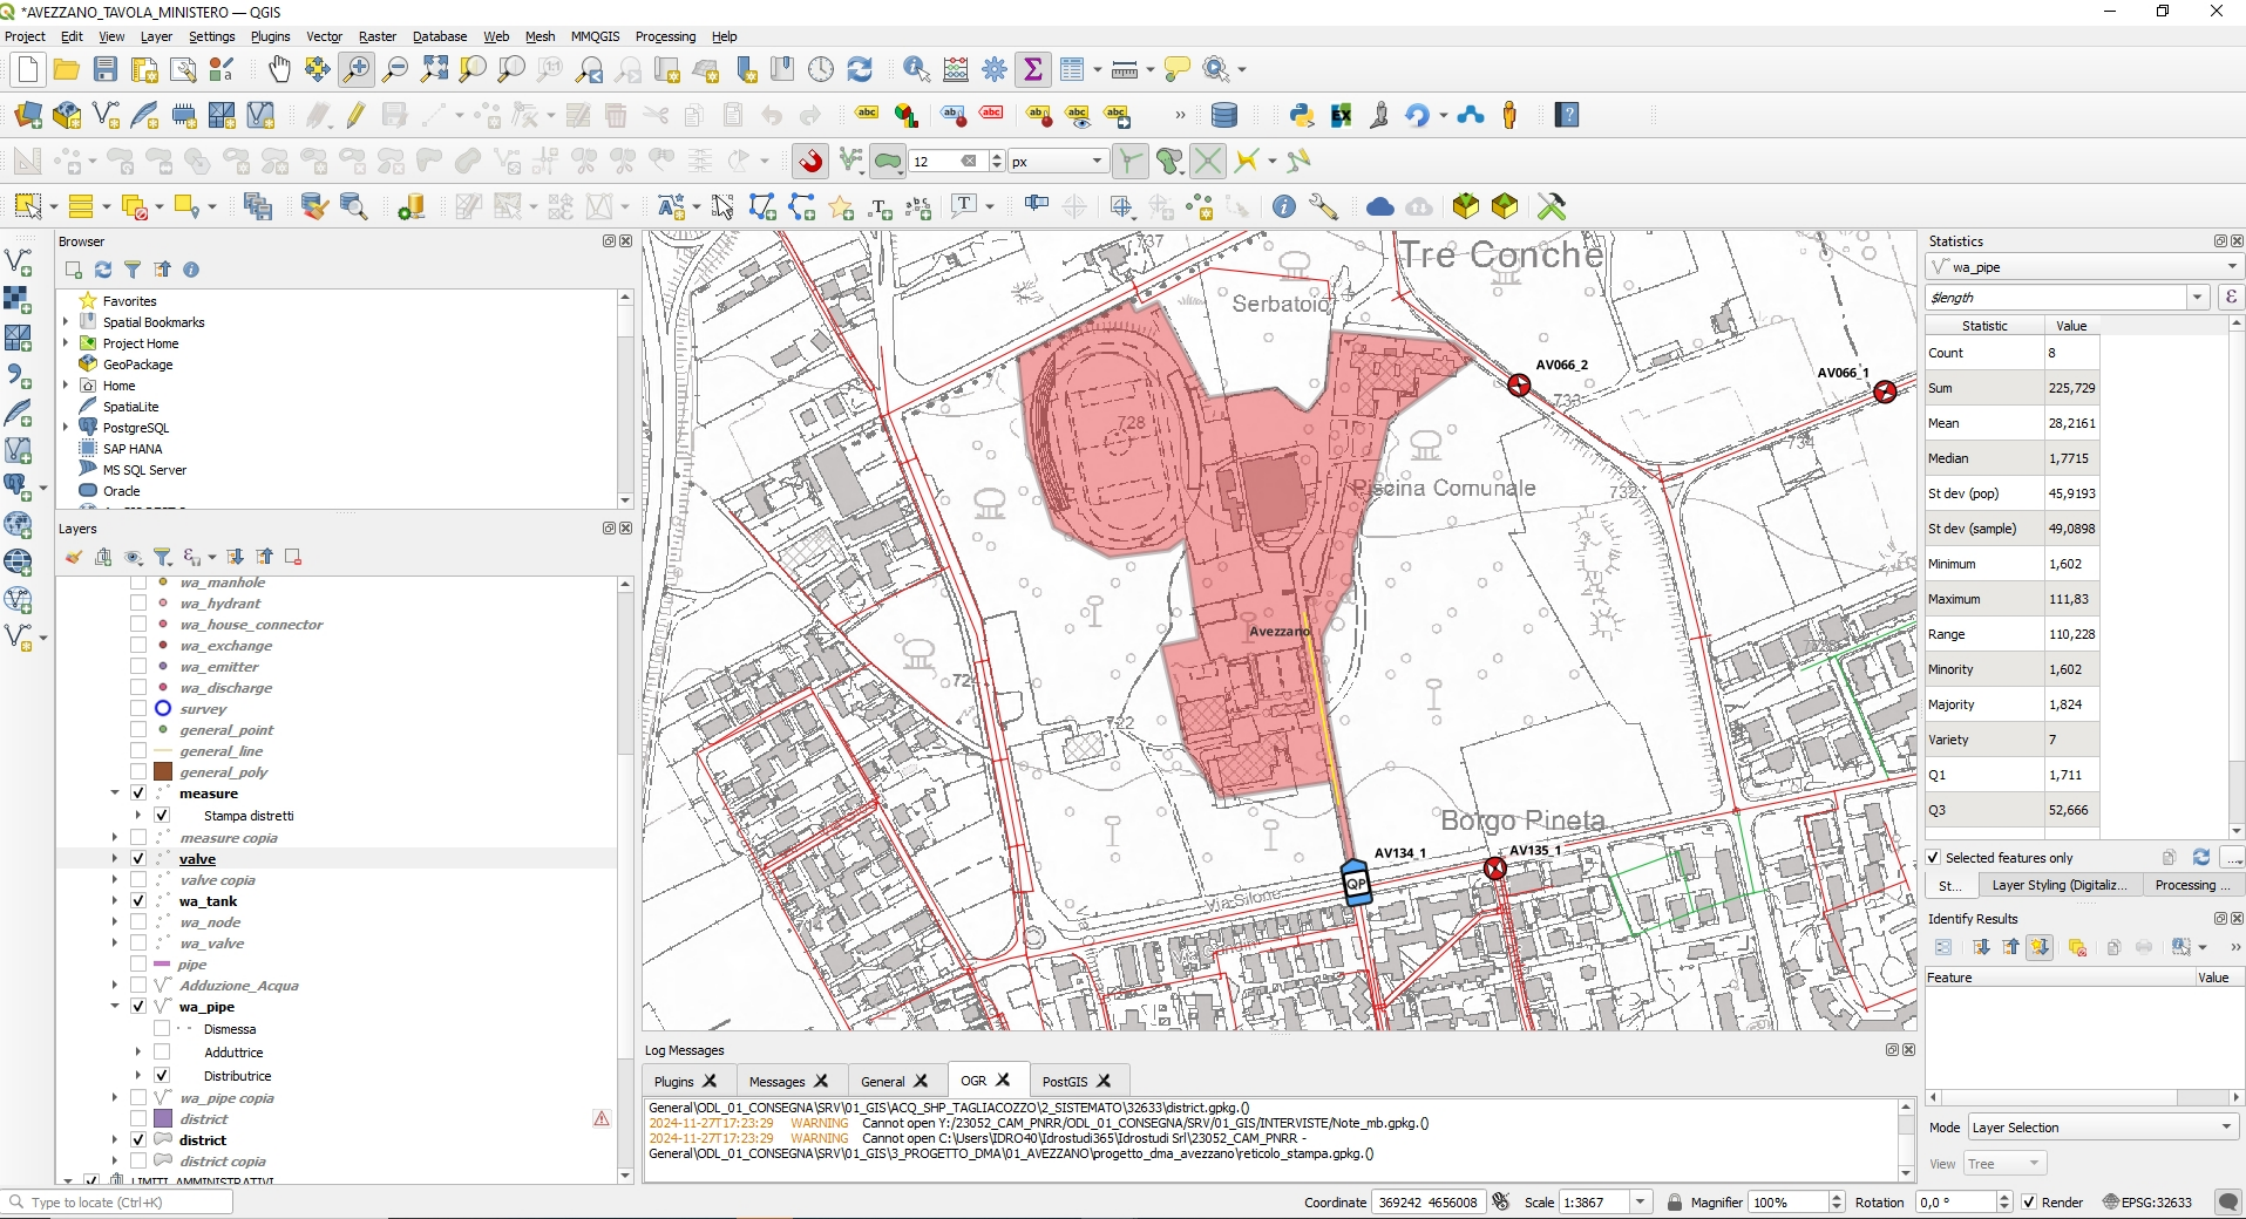 *AVEZZANO_TAVOLA_MINISTERO — QGIS
Project Edit View Layer Settings Plugins Vector Raster Database Web Mesh MMQGIS Processing Help
12 px
Browser
Favorites
Spatial Bookmarks
Project Home
GeoPackage
Home
SpatiaLite
PostgreSQL
SAP HANA
MS SQL Server
Oracle
Layers
wa_manhole
wa_hydrant
wa_house_connector
wa_exchange
wa_emitter
wa_discharge
survey
general_point
general_line
general_poly
measure
Stampa distretti
measure copia
valve
valve copia
wa_tank
wa_node
wa_valve
pipe
Adduzione_Acqua
wa_pipe
Dismessa
Adduttrice
Distributrice
wa_pipe copia
district
district
district copia
LIMITI AMMINISTRATIVI
Type to locate (Ctrl+K)
737
Tre Conche
Serbatoio
AV066_2
AV066_1
733
728
734
Piscina Comunale
732
Avezzano
722
Borgo Pineta
AV134_1
AV135_1
QP
Via Silone
714
Log Messages
Plugins Messages General OGR PostGIS
General\ODL_01_CONSEGNA\SRV\01_GIS\ACQ_SHP_TAGLIACOZZO\2_SISTEMATO\32633\district.gpkg.()
2024-11-27T17:23:29 WARNING Cannot open Y:/23052_CAM_PNRR/ODL_01_CONSEGNA/SRV/01_GIS/INTERVISTE/Note_mb.gpkg.()
2024-11-27T17:23:29 WARNING Cannot open C:\Users\IDRO40\Idrostudi365\Idrostudi Srl\23052_CAM_PNRR -
General\ODL_01_CONSEGNA\SRV\01_GIS\3_PROGETTO_DMA\01_AVEZZANO\progetto_dma_avezzano\reticolo_stampa.gpkg.()
Statistics
wa_pipe
$length
Statistic Value
Count 8
Sum 225,729
Mean 28,2161
Median 1,7715
St dev (pop) 45,9193
St dev (sample) 49,0898
Minimum 1,602
Maximum 111,83
Range 110,228
Minority 1,602
Majority 1,824
Variety 7
Q1 1,711
Q3 52,666
Selected features only
St... Layer Styling (Digitaliz... Processing ...
Identify Results
Feature Value
Mode Layer Selection
View Tree
Coordinate 369242 4656008 Scale 1:3867 Magnifier 100% Rotation 0,0 ° Render EPSG:32633